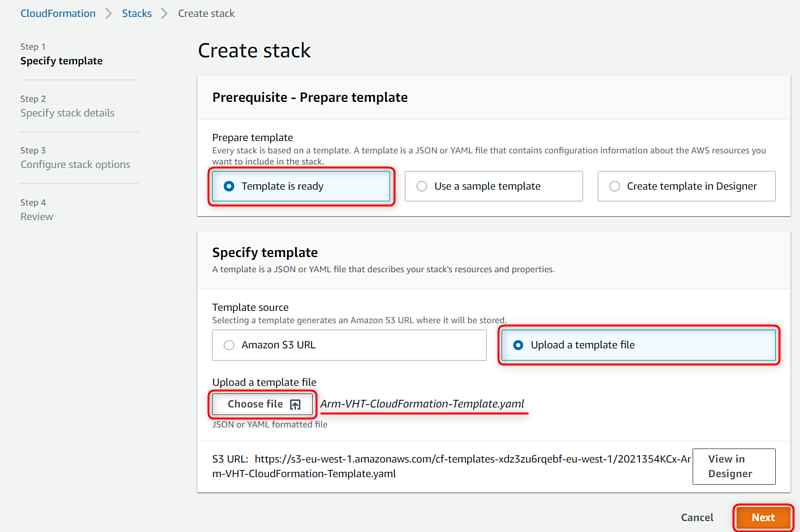 CloudFormation > Stacks > Create stack
Step 1
Specify template
Step 2
Specify stack details
Step 3
Configure stack options
Step 4
Review
Create stack
Prerequisite - Prepare template
Prepare template
Every stack is based on a template. A template is a JSON or YAML file that contains configuration information about the AWS resources you
want to include in the stack.
Template is ready
Use a sample template
Create template in Designer
Specify template
A template is a JSON or YAML file that describes your stack's resources and properties.
Template source
Selecting a template generates an Amazon S3 URL where it will be stored.
Amazon S3 URL
Upload a template file
Upload a template file
Choose file
Arm-VHT-CloudFormation-Template.yaml
JSON or YAML formatted file
S3 URL: https://s3-eu-west-1.amazonaws.com/cf-templates-xdz3zu6rqebf-eu-west-1/2021354KCx-Ar
m-VHT-CloudFormation-Template.yaml
View in
Designer
Cancel
Next